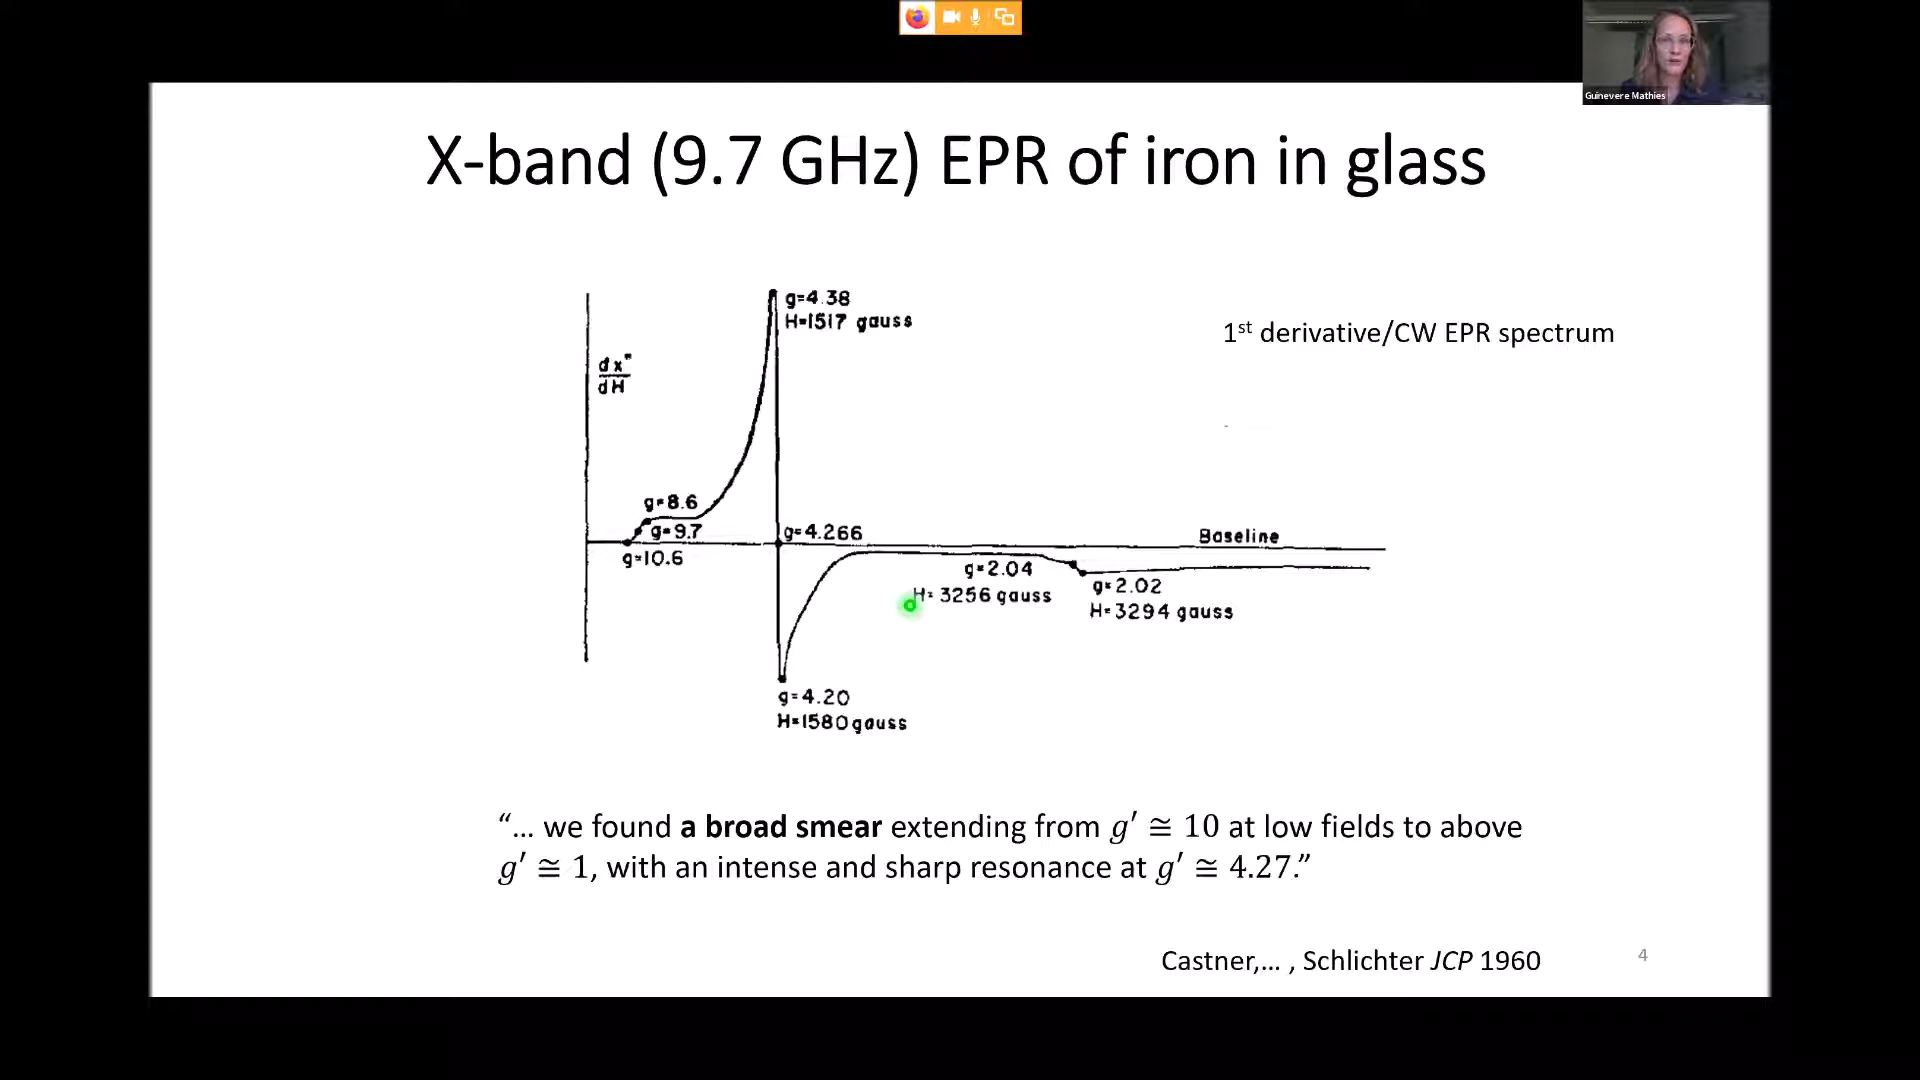 Guinevere Mathies
X-band (9.7 GHz) EPR of iron in glass
g=4.38
H=1517 gauss
1st derivative/CW EPR spectrum
dx"
dH
g=8.6
g=9.7
g=10.6
g=4.266
Baseline
g=2.04
H= 3256 gauss
g=2.02
H=3294 gauss
g=4.20
H=1580 gauss
“... we found a broad smear extending from g′ ≅ 10 at low fields to above
g′ ≅ 1, with an intense and sharp resonance at g′ ≅ 4.27.”
Castner,... , Schlichter JCP 1960
4